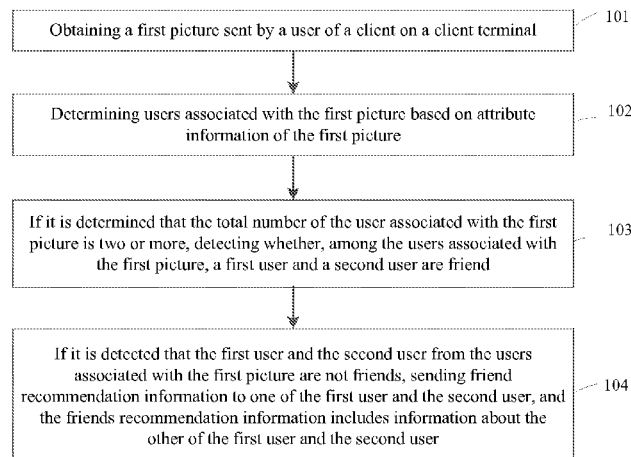 Obtaining a first picture sent by a user of a client on a client terminal
101
Determining users associated with the first picture based on attribute
information of the first picture
102
If it is determined that the total number of the user associated with the first
picture is two or more, detecting whether, among the users associated with
the first picture, a first user and a second user are friend
103
If it is detected that the first user and the second user from the users
associated with the first picture are not friends, sending friend
recommendation information to one of the first user and the second user, and
the friends recommendation information includes information about the
other of the first user and the second user
104